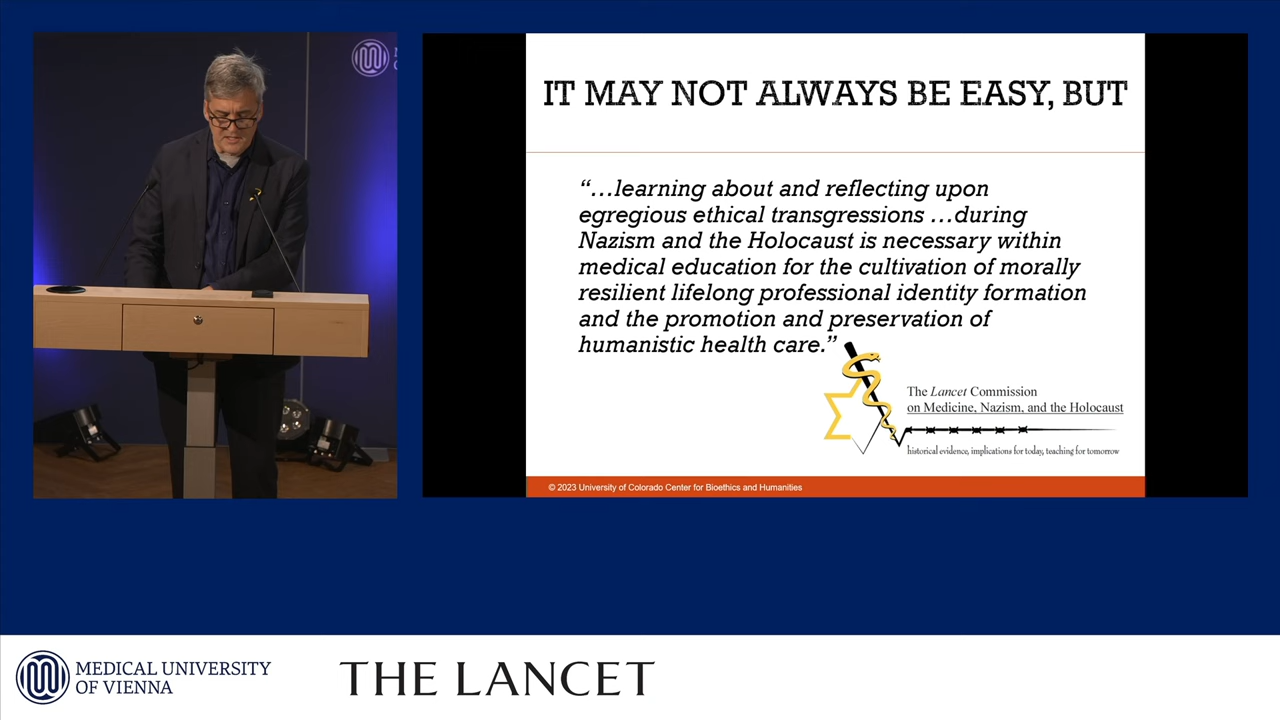 IT MAY NOT ALWAYS BE EASY, BUT
“…learning about and reflecting upon
egregious ethical transgressions …during
Nazism and the Holocaust is necessary within
medical education for the cultivation of morally
resilient lifelong professional identity formation
and the promotion and preservation of
humanistic health care.”
The Lancet Commission
on Medicine, Nazism, and the Holocaust
historical evidence, implications for today, teaching for tomorrow
© 2023 University of Colorado Center for Bioethics and Humanities
MEDICAL UNIVERSITY
OF VIENNA
THE LANCET